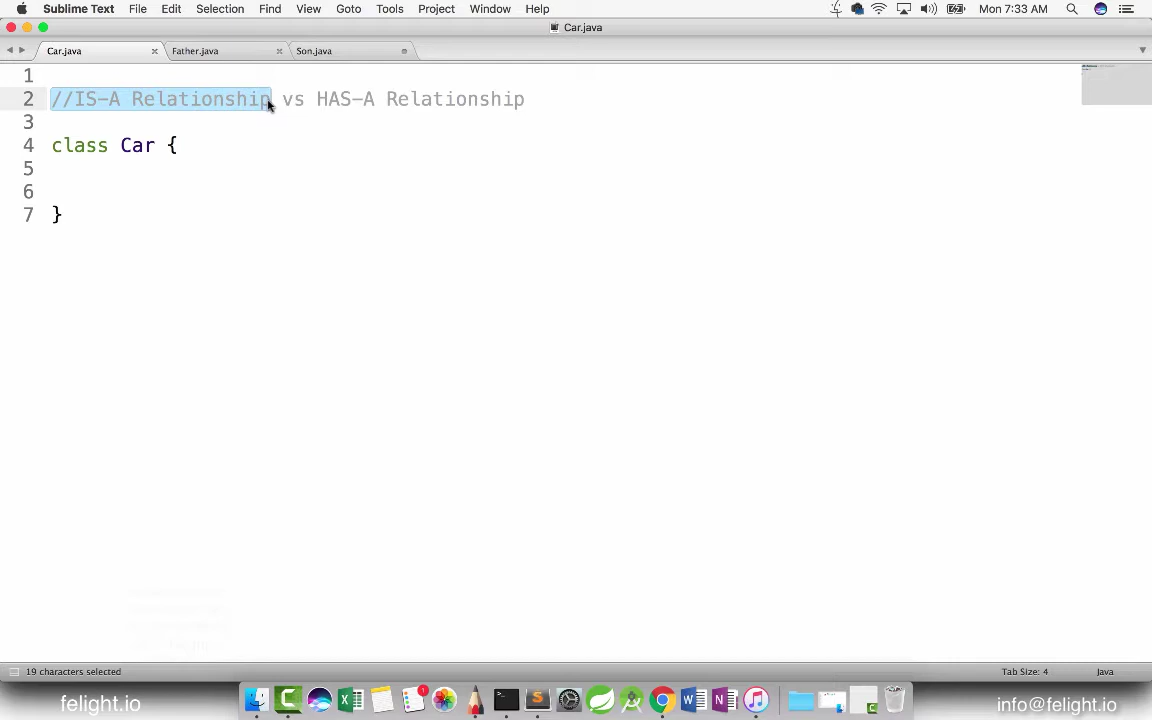 Sublime Text File Edit Selection Find View Goto Tools Project Window Help Mon 7:33 AM
Car.java
Car.java Father.java Son.java
1
2 //IS-A Relationship vs HAS-A Relationship
3
4 class Car {
5
6
7 }
19 characters selected Tab Size: 4 Java
felight.io info@felight.io
1